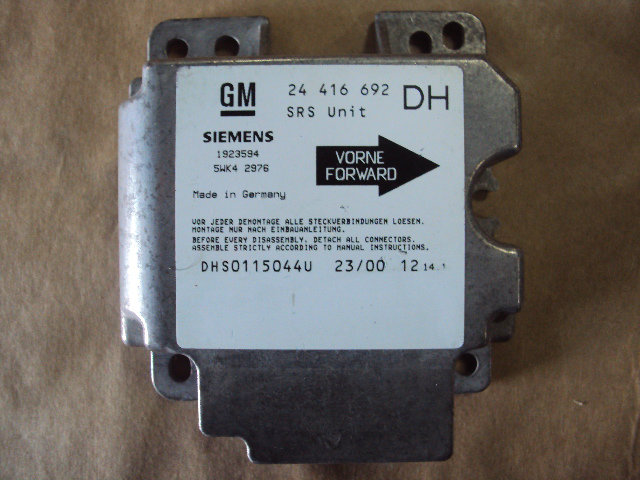 GM 24 416 692 DH
SRS Unit
SIEMENS
1923594
5WK4 2976
VORNE
FORWARD
Made in Germany
VOR JEDER DEMONTAGE ALLE STECKVERBINDUNGEN LOESEN.
MONTAGE NUR NACH EINBAUANLEITUNG.
BEFORE EVERY DISASSEMBLY, DETACH ALL CONNECTORS.
ASSEMBLE STRICTLY ACCORDING TO MANUAL INSTRUCTIONS.
DHS0115044U 23/00 12